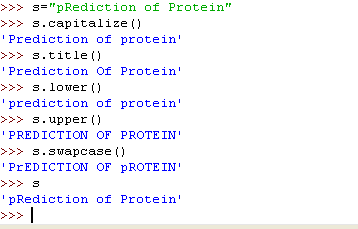 >>> s="pRediction of Protein"
>>> s.capitalize()
'Prediction of protein'
>>> s.title()
'Prediction Of Protein'
>>> s.lower()
'prediction of protein'
>>> s.upper()
'PREDICTION OF PROTEIN'
>>> s.swapcase()
'PrEDICTION OF pROTEIN'
>>> s
'pRediction of Protein'
>>>